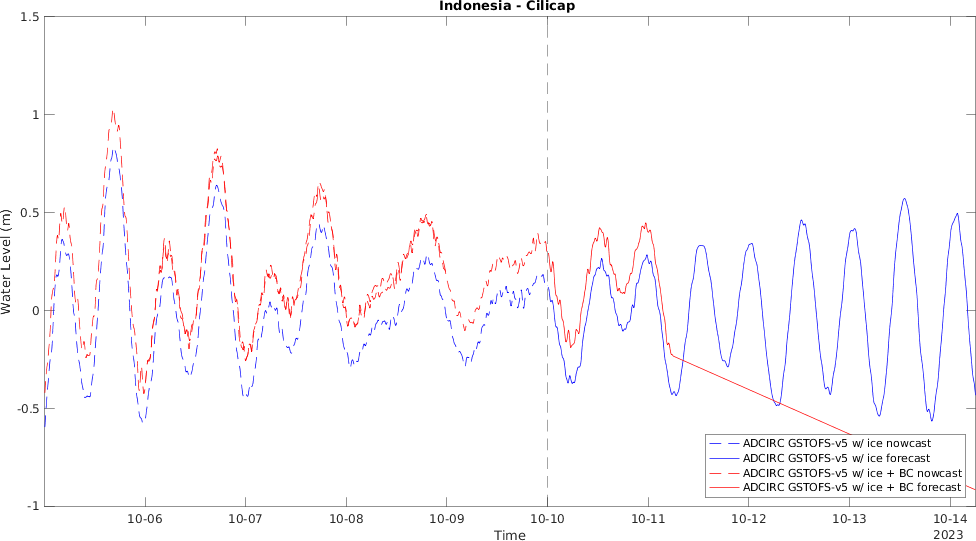 Indonesia - Cilicap
Water Level (m)
1.5
1
0.5
0
-0.5
-1
ADCIRC GSTOFS-v5 w/ ice nowcast
ADCIRC GSTOFS-v5 w/ ice forecast
ADCIRC GSTOFS-v5 w/ ice + BC nowcast
ADCIRC GSTOFS-v5 w/ ice + BC forecast
10-06 10-07 10-08 10-09 10-10 10-11 10-12 10-13 10-14
Time
2023